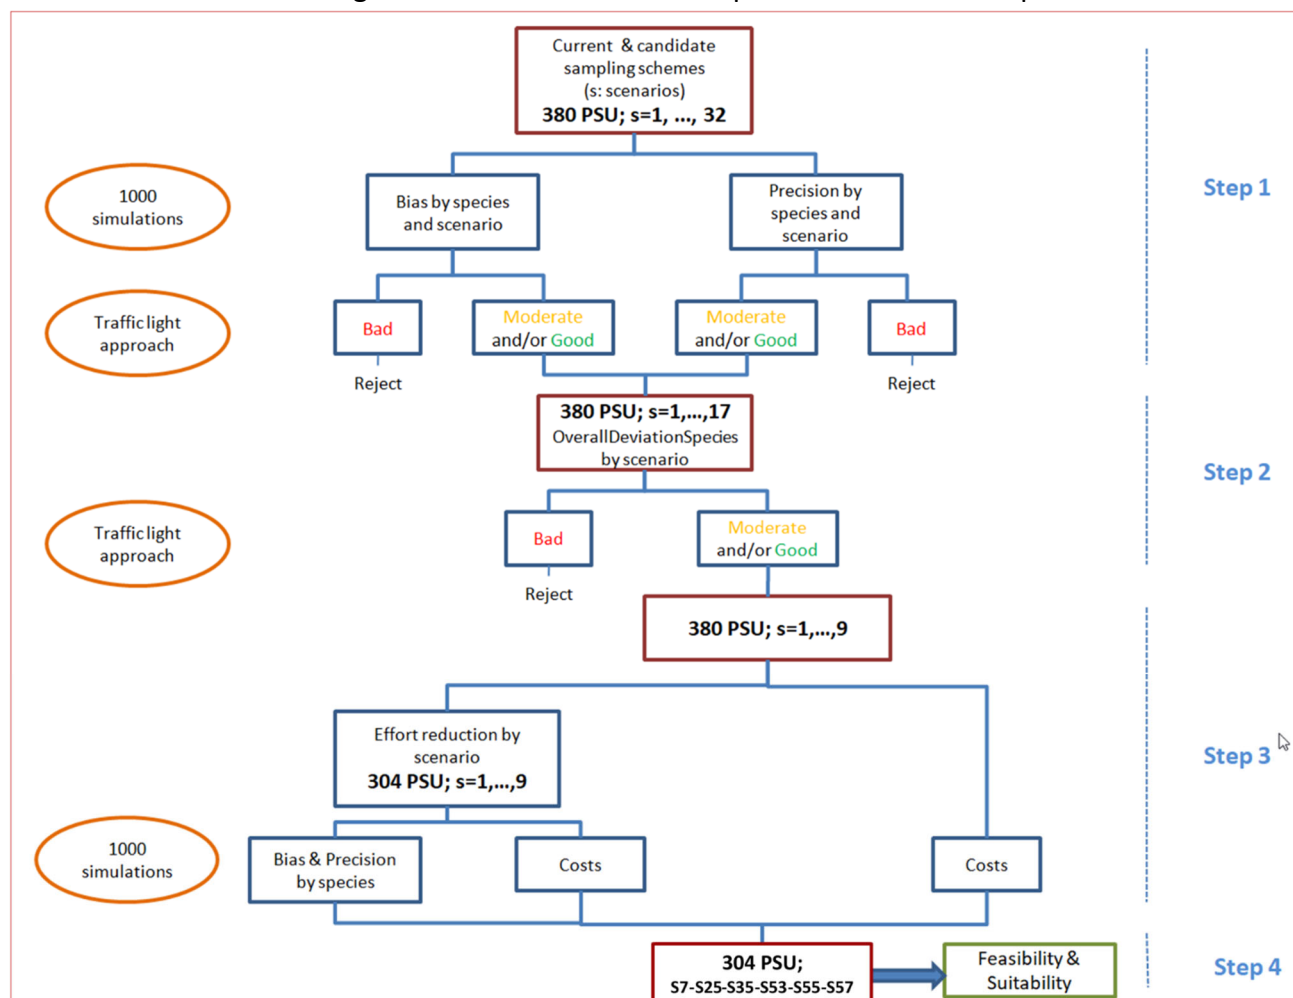 Current & candidate
sampling schemes
(s: scenarios)
380 PSU; s=1, ..., 32
Step 1
1000
simulations
Bias by species
and scenario
Precision by
species and
scenario
Traffic light
approach
Bad
Moderate
and/or Good
Moderate
and/or Good
Bad
Reject
Reject
380 PSU; s=1,...,17
OverallDeviationSpecies
by scenario
Step 2
Traffic light
approach
Bad
Moderate
and/or Good
Reject
380 PSU; s=1,...,9
Effort reduction by
scenario
304 PSU; s=1,...,9
Step 3
1000
simulations
Bias & Precision
by species
Costs
Costs
304 PSU;
S7-S25-S35-S53-S55-S57
Feasibility &
Suitability
Step 4